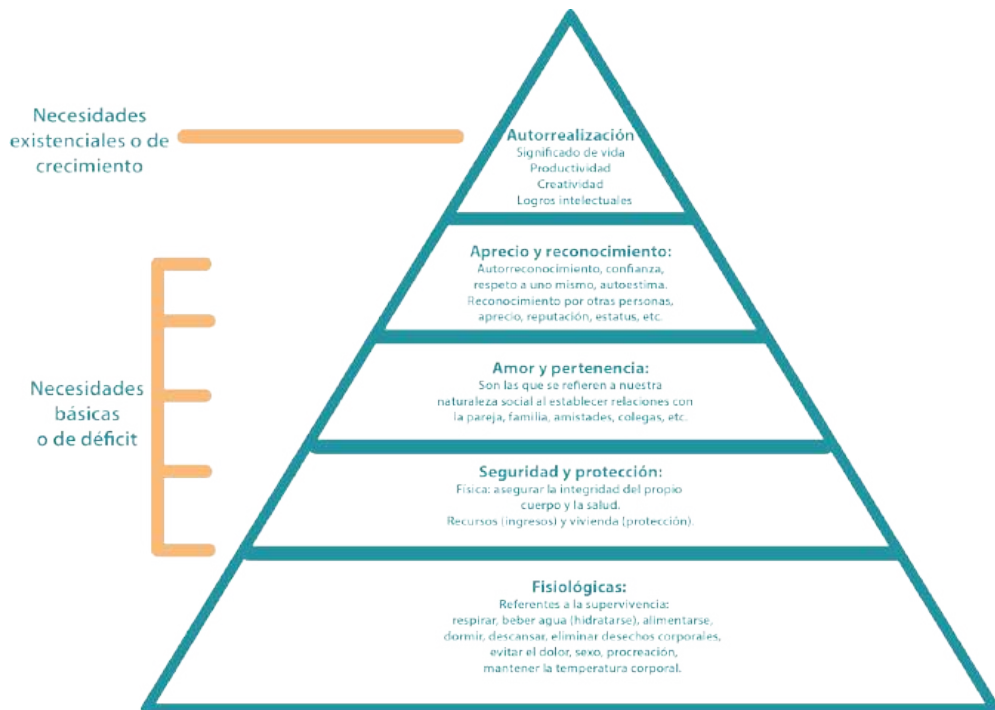 Necesidades
existenciales o de
crecimiento
Autorrealización
Significado de vida
Productividad
Creatividad
Logros intelectuales
Aprecio y reconocimiento:
Autorreconocimiento, confianza,
respeto a uno mismo, autoestima.
Reconocimiento por otras personas,
aprecio, reputación, estatus, etc.
Necesidades
básicas
o de déficit
Amor y pertenencia:
Son las que se refieren a nuestra
naturaleza social al establecer relaciones con
la pareja, familia, amistades, colegas, etc.
Seguridad y protección:
Física: asegurar la integridad del propio
cuerpo y la salud.
Recursos (ingresos) y vivienda (protección).
Fisiológicas:
Referentes a la supervivencia:
respirar, beber agua (hidratarse), alimentarse,
dormir, descansar, eliminar desechos corporales,
evitar el dolor, sexo, procreación,
mantener la temperatura corporal.